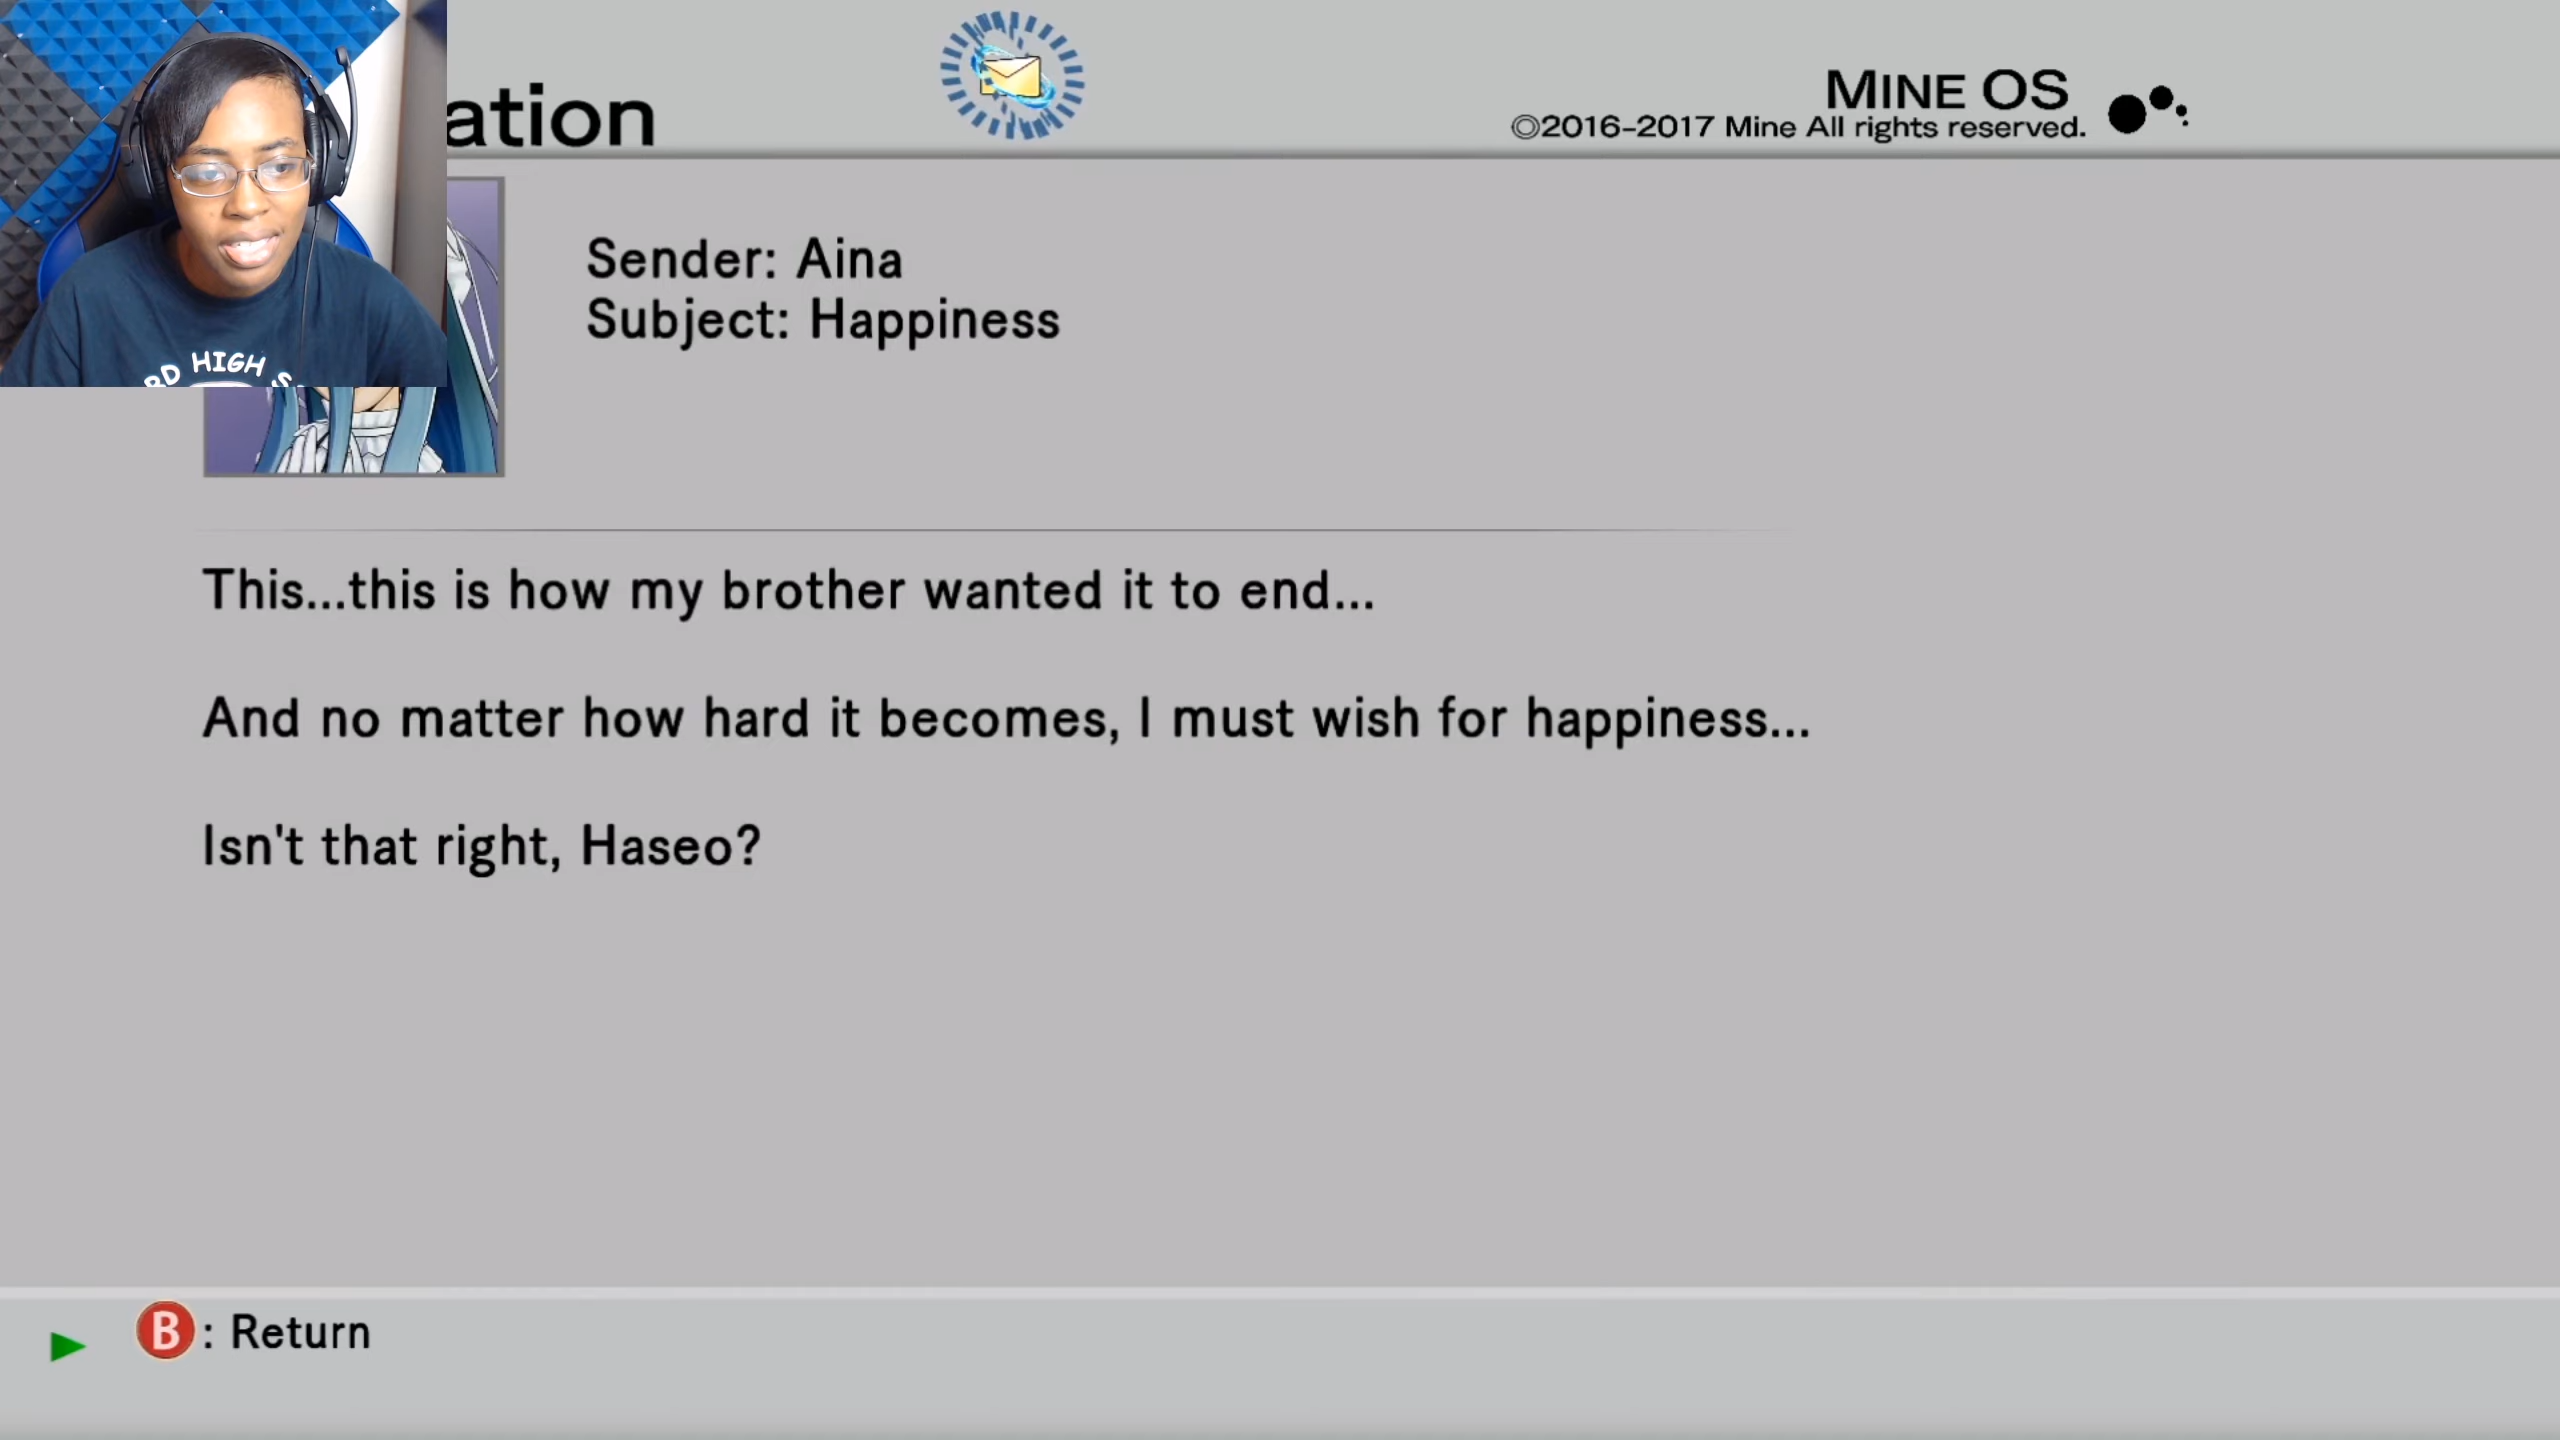 ation
MINE OS
©2016-2017 Mine All rights reserved.
RD HIGH S
Sender: Aina
Subject: Happiness
This...this is how my brother wanted it to end...
And no matter how hard it becomes, I must wish for happiness...
Isn't that right, Haseo?
B: Return